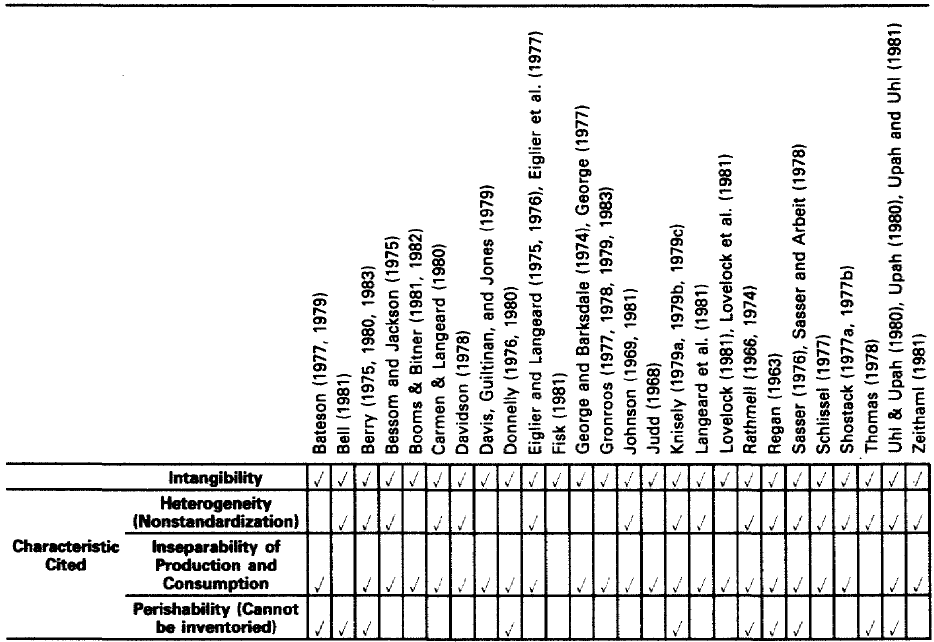 Bateson (1977, 1979)
Bell (1981)
Berry (1975, 1980, 1983)
Bessom and Jackson (1975)
Booms & Bitner (1981, 1982)
Carmen & Langeard (1980)
Davidson (1978)
Davis, Guiltinan, and Jones (1979)
Donnelly (1976, 1980)
Eiglier and Langeard (1975, 1976), Eiglier et al. (1977)
Fisk (1981)
George and Barksdale (1974), George (1977)
Gronroos (1977, 1978, 1979, 1983)
Johnson (1969, 1981)
Judd (1968)
Knisely (1979a, 1979b, 1979c)
Langeard et al. (1981)
Lovelock (1981), Lovelock et al. (1981)
Rathmell (1966, 1974)
Regan (1963)
Sasser (1976), Sasser and Arbeit (1978)
Schlissel (1977)
Shostack (1977a, 1977b)
Thomas (1978)
Uhl & Upah (1980), Upah (1980), Upah and Uhl (1981)
Zeithaml (1981)
Characteristic
Cited
Intangibility
Heterogeneity
(Nonstandardization)
Inseparability of
Production and
Consumption
Perishability (Cannot
be inventoried)